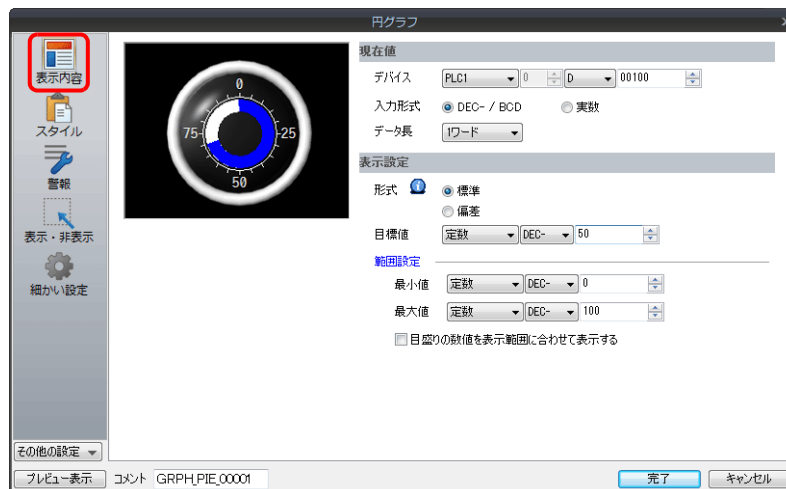 円グラフ
表示内容
スタイル
警報
表示・非表示
細かい設定
その他の設定
0
75
25
50
現在値
デバイス PLC1 0 D 00100
入力形式 DEC- / BCD 実数
データ長 1ワード
表示設定
形式 標準
偏差
目標値 定数 DEC- 50
範囲設定
最小値 定数 DEC- 0
最大値 定数 DEC- 100
目盛りの数値を表示範囲に合わせて表示する
プレビュー表示 コメント GRPH_PIE_00001 完了 キャンセル